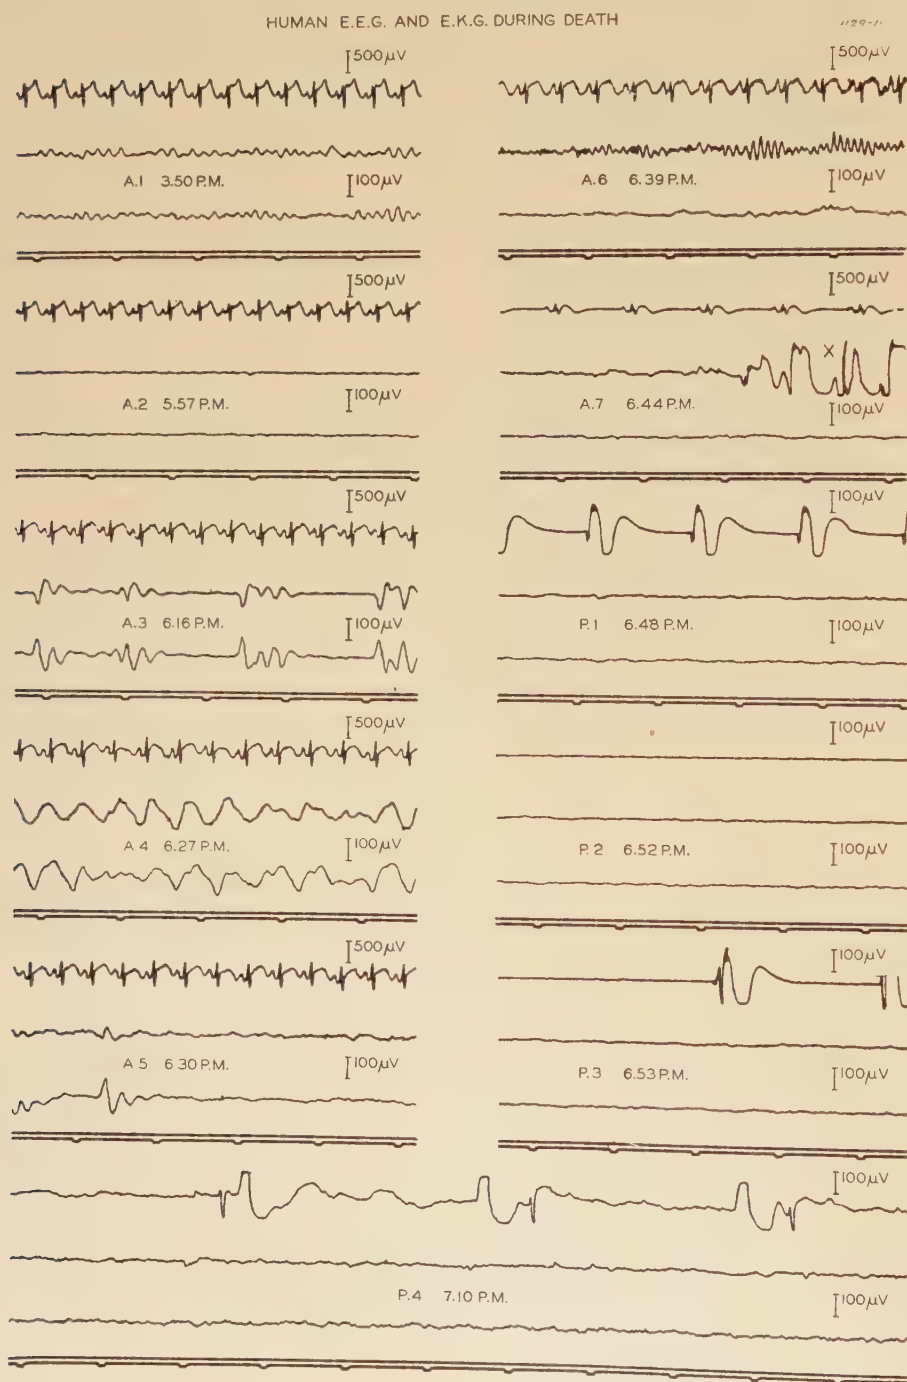 HUMAN E.E.G. AND E.K.G. DURING DEATH
500μV
A.1 3.50 P.M.
100μV
500μV
A.2 5.57 P.M.
100μV
500μV
A.3 6.16 P.M.
100μV
500μV
A 4 6.27 P.M.
100μV
500μV
A 5 6 30 P.M.
100μV
500μV
A.6 6.39 P.M.
100μV
500μV
X
A.7 6.44 P.M.
100μV
100μV
P.1 6.48 P.M.
100μV
100μV
P. 2 6.52 P.M.
100μV
100μV
P.3 6.53 P.M.
100μV
100μV
P.4 7.10 P.M.
100μV